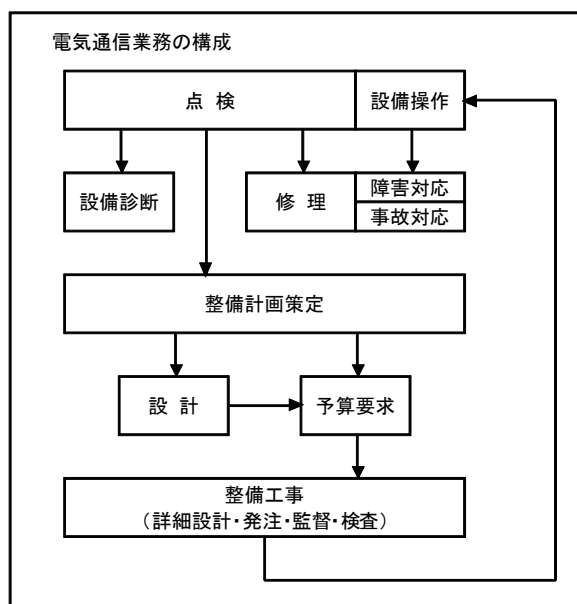 電気通信業務の構成
点 検
設備操作
設備診断
修 理
障害対応
事故対応
整備計画策定
設 計
予算要求
整備工事
（詳細設計・発注・監督・検査）